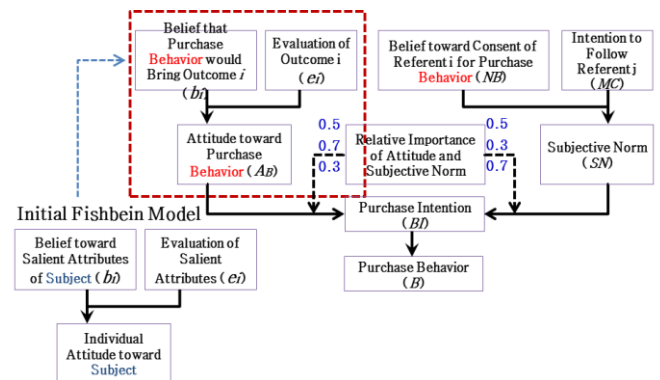 Belief that
Purchase
Behavior would
Bring Outcome i
(bi)
Evaluation of
Outcome i
(ei)
Belief toward Consent of
Referent i for Purchase
Behavior (NB)
Intention to
Follow
Referent j
(MC)
Attitude toward
Purchase
Behavior (AB)
0.5
0.7
0.3
Relative Importance
of Attitude and
Subjective Norm
0.5
0.3
0.7
Subjective Norm
(SN)
Initial Fishbein Model
Purchase Intention
(BI)
Belief toward
Salient Attributes
of Subject (bi)
Evaluation of
Salient
Attributes (ei)
Purchase Behavior
(B)
Individual
Attitude toward
Subject